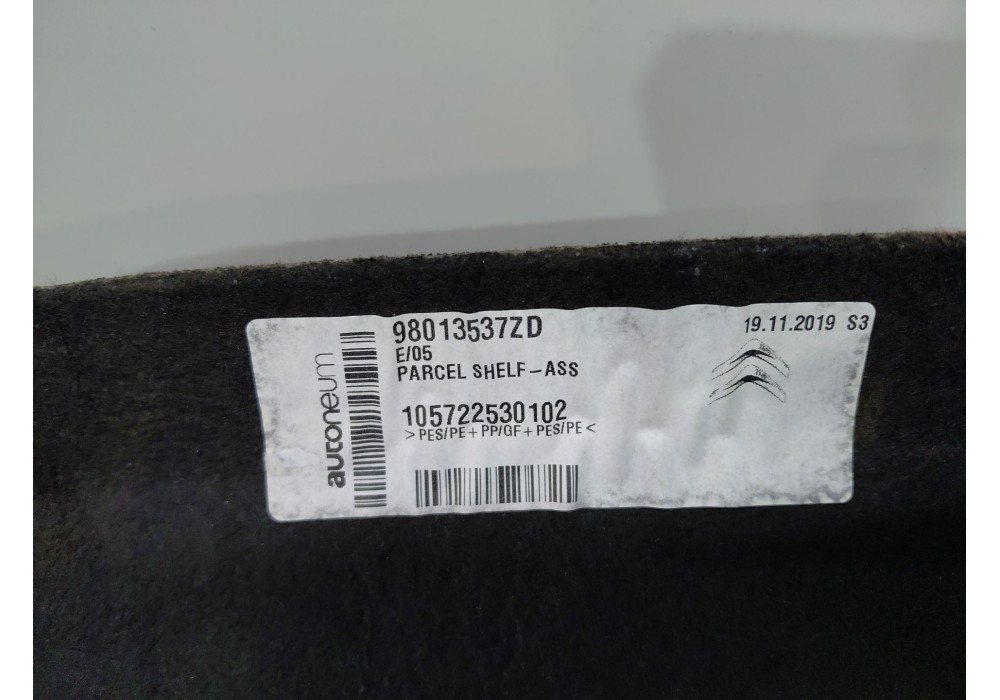 autoneum
98013537ZD
E/05
PARCEL SHELF-ASS
105722530102
>PES/PE+PP/GF+PES/PE<
19.11.2019 S3